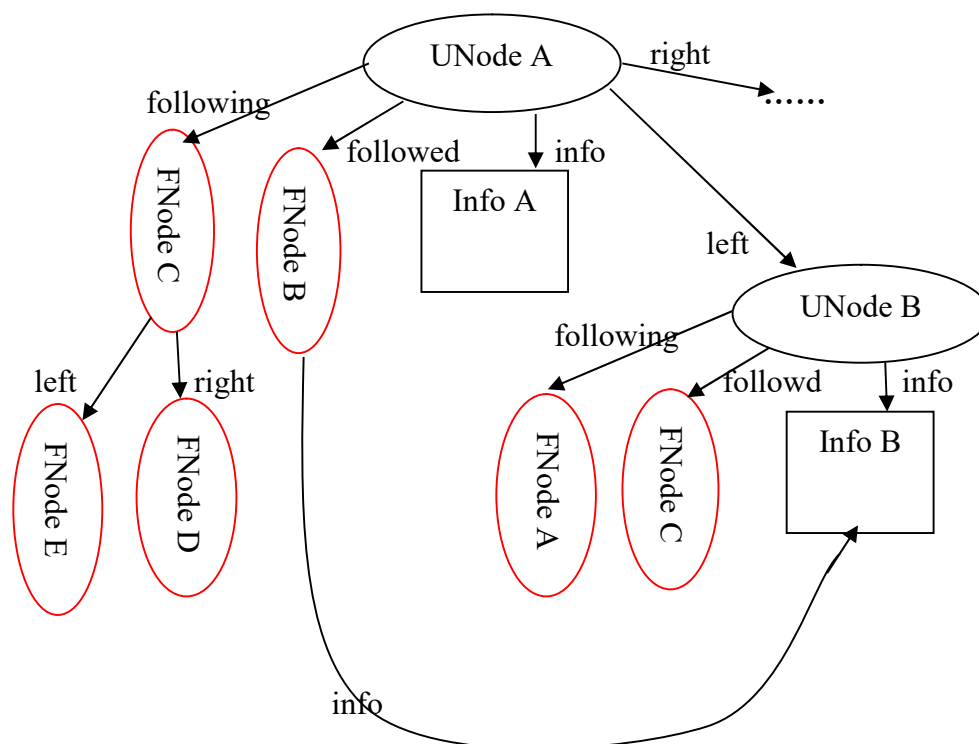 UNode A
right
......
following
followed
info
FNode C
FNode B
Info A
left
UNode B
following
followd
info
left
right
FNode E
FNode D
FNode A
FNode C
Info B
info